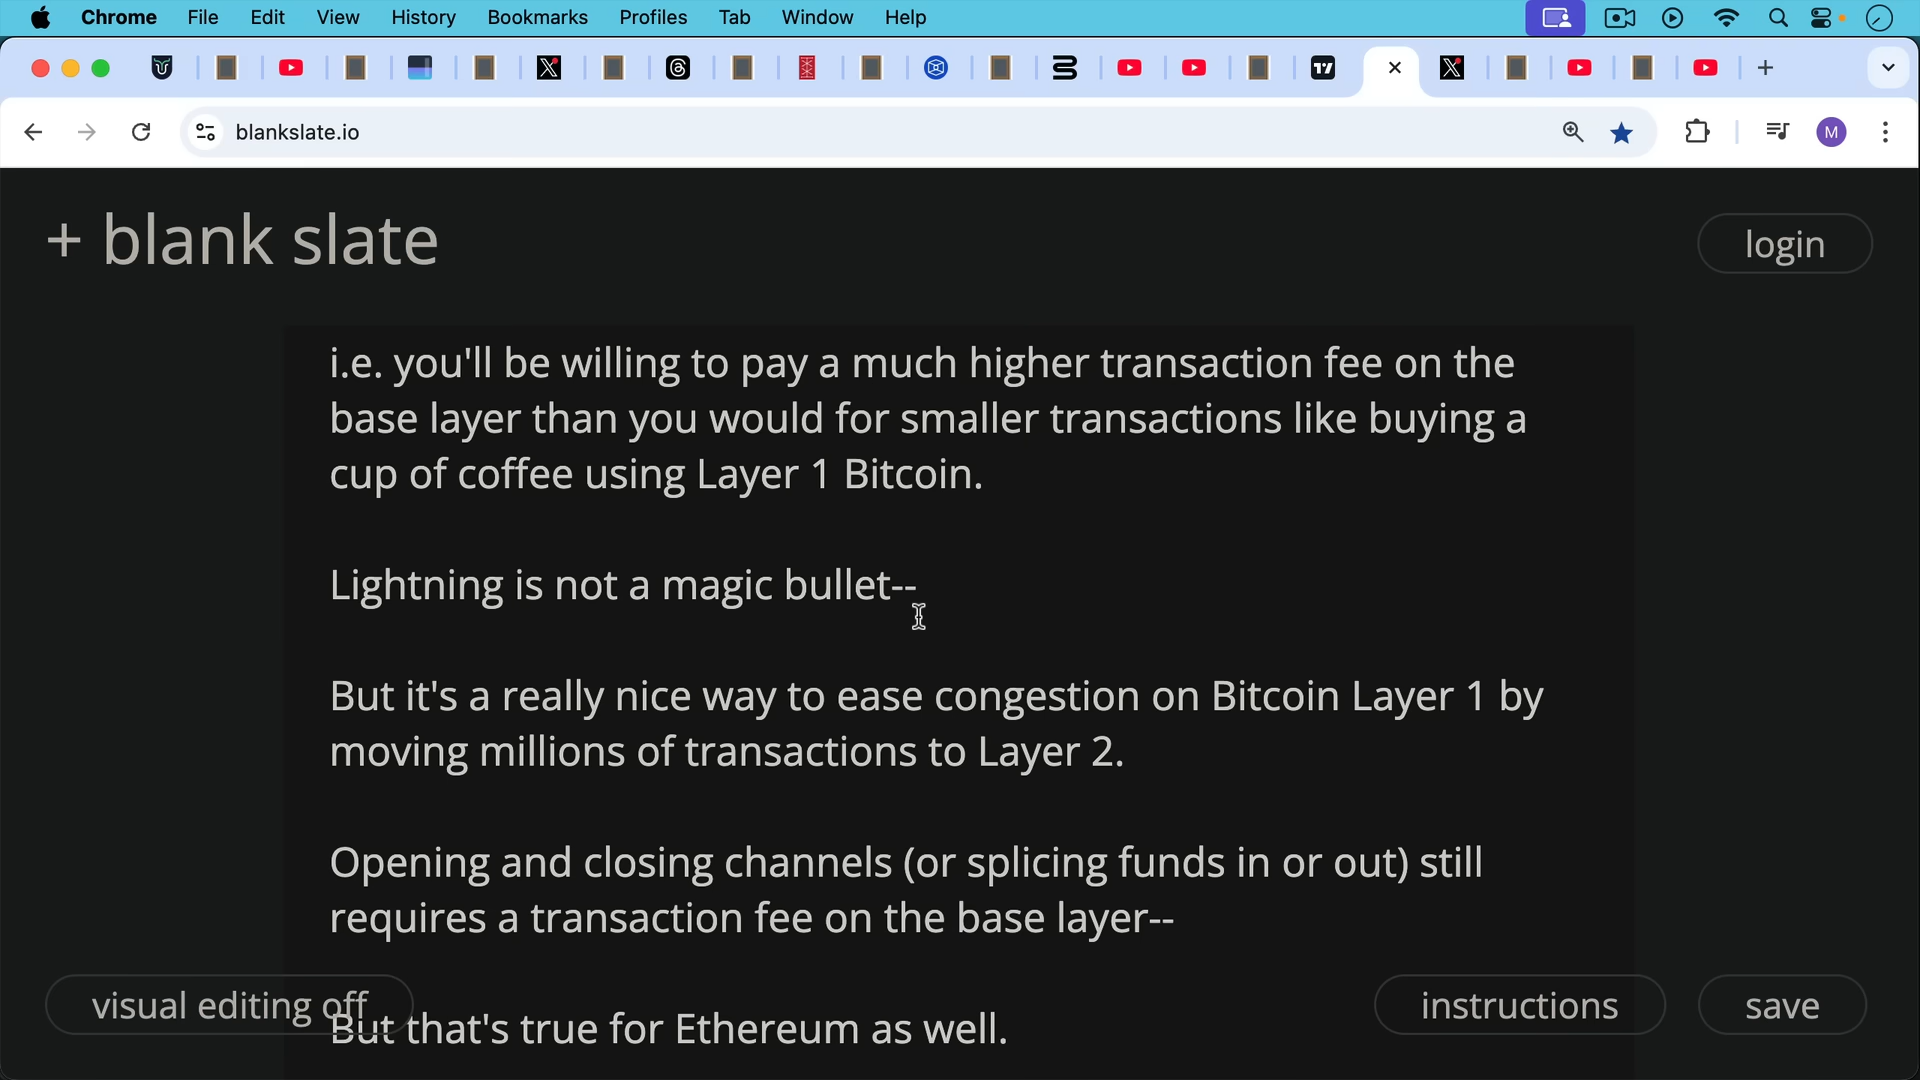 Chrome File Edit View History Bookmarks Profiles Tab Window Help
blankslate.io
M
+ blank slate
login
i.e. you'll be willing to pay a much higher transaction fee on the
base layer than you would for smaller transactions like buying a
cup of coffee using Layer 1 Bitcoin.
Lightning is not a magic bullet--
But it's a really nice way to ease congestion on Bitcoin Layer 1 by
moving millions of transactions to Layer 2.
Opening and closing channels (or splicing funds in or out) still
requires a transaction fee on the base layer--
visual editing off
instructions
save
But that's true for Ethereum as well.